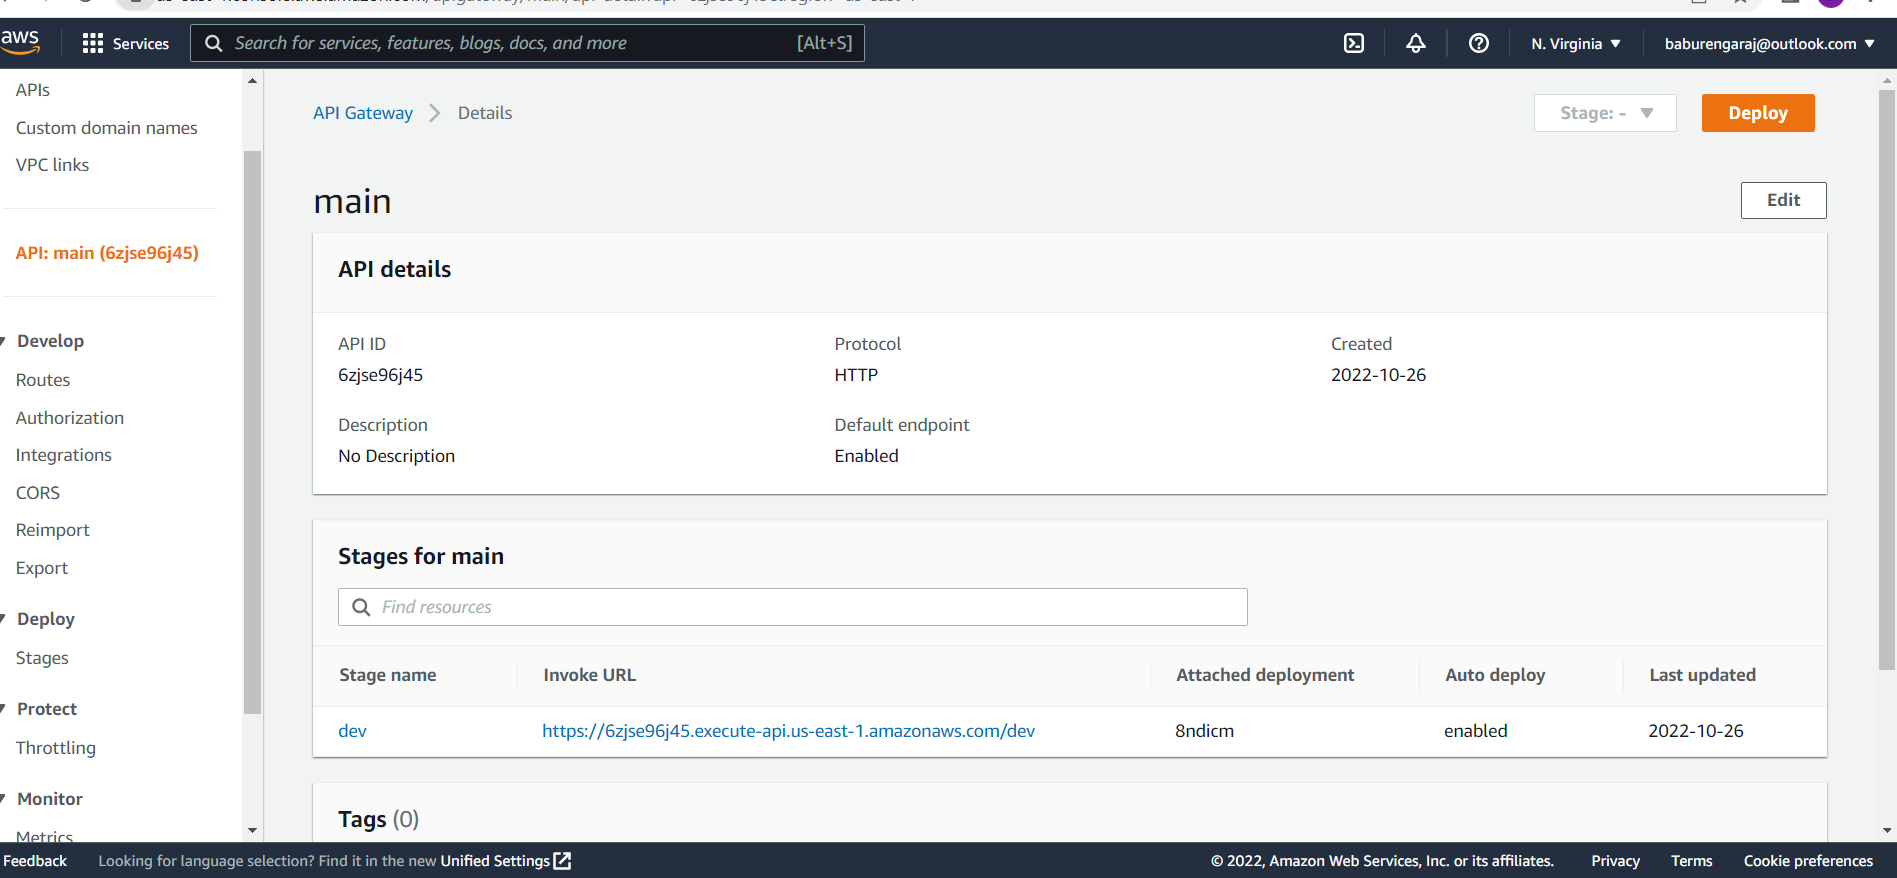 aws
Services
Search for services, features, blogs, docs, and more
[Alt+S]
N. Virginia
baburengaraj@outlook.com
APIs
Custom domain names
VPC links
API: main (6zjse96j45)
Develop
Routes
Authorization
Integrations
CORS
Reimport
Export
Deploy
Stages
Protect
Throttling
Monitor
Metrics
API Gateway
Details
Stage: -
Deploy
main
Edit
API details
API ID
6zjse96j45
Protocol
HTTP
Created
2022-10-26
Description
No Description
Default endpoint
Enabled
Stages for main
Find resources
Stage name Invoke URL Attached deployment Auto deploy Last updated
dev https://6zjse96j45.execute-api.us-east-1.amazonaws.com/dev 8ndicm enabled 2022-10-26
Tags (0)
Feedback
Looking for language selection? Find it in the new Unified Settings
© 2022, Amazon Web Services, Inc. or its affiliates.
Privacy
Terms
Cookie preferences